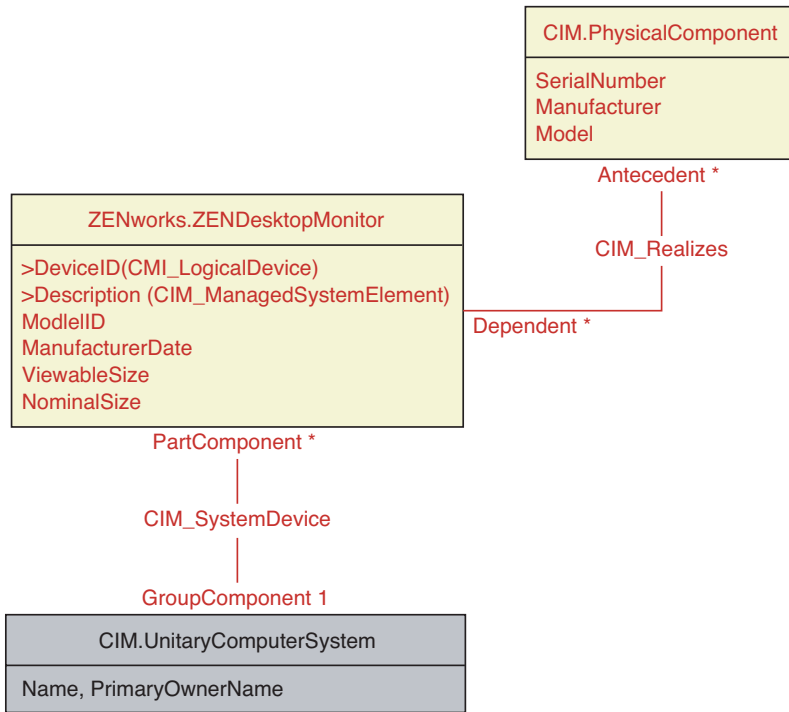 CIM.PhysicalComponent
SerialNumber
Manufacturer
Model
Antecedent *
CIM_Realizes
Dependent *
ZENworks.ZENDesktopMonitor
>DeviceID(CMI_LogicalDevice)
>Description (CIM_ManagedSystemElement)
ModlelID
ManufacturerDate
ViewableSize
NominalSize
PartComponent *
CIM_SystemDevice
GroupComponent 1
CIM.UnitaryComputerSystem
Name, PrimaryOwnerName